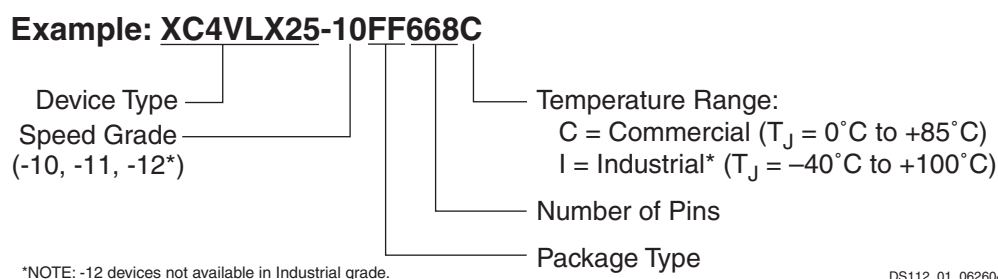 Example: XC4VLX25-10FF668C
Device Type
Speed Grade
(-10, -11, -12*)
Temperature Range:
C = Commercial (TJ = 0˚C to +85˚C)
I = Industrial* (TJ = –40˚C to +100˚C)
Number of Pins
Package Type
*NOTE: -12 devices not available in Industrial grade.
DS112_01_06260